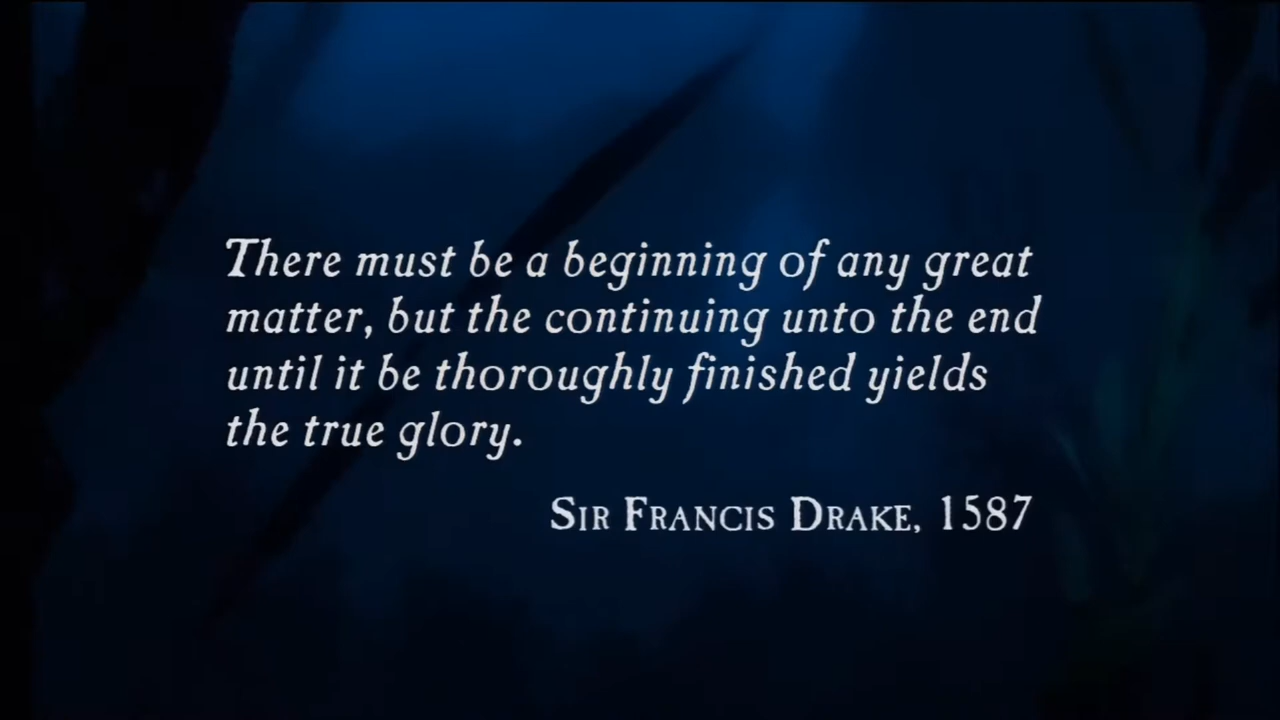 There must be a beginning of any great
matter, but the continuing unto the end
until it be thoroughly finished yields
the true glory.
SIR FRANCIS DRAKE, 1587